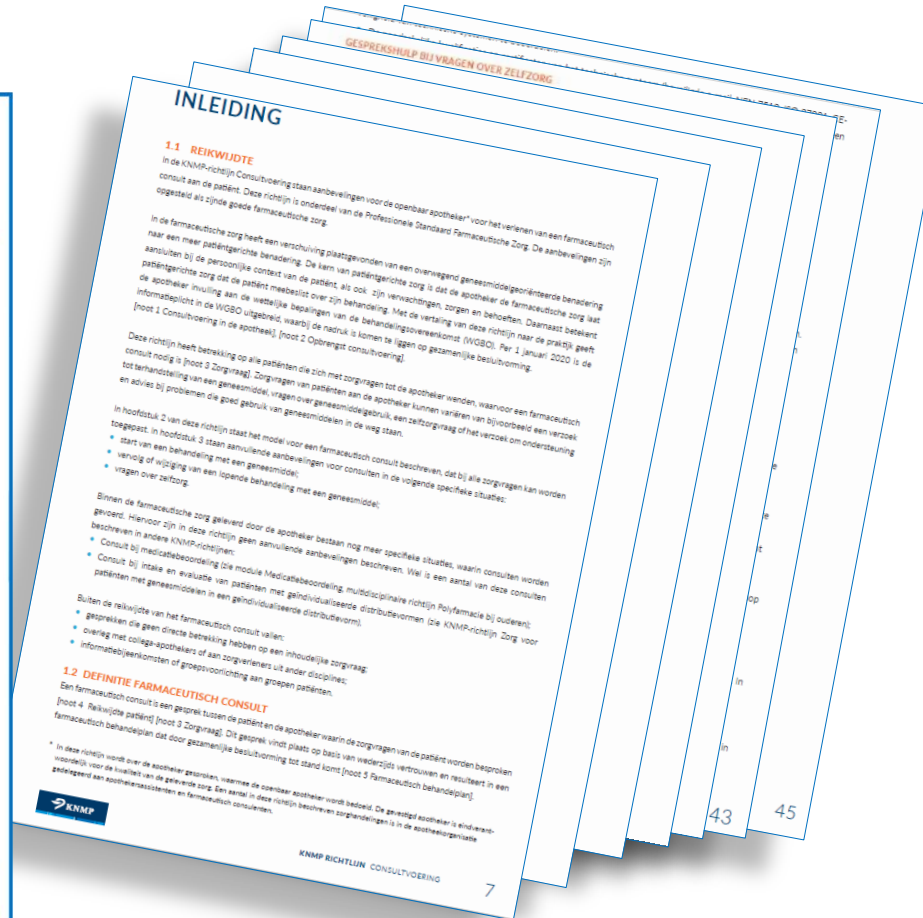 GESPREKSHULP BIJ VRAGEN OVER ZELFZORG
INLEIDING
1.1 REIKWIJDTE
In de KNMP-richtlijn Consultvoering staan aanbevelingen voor de openbaar apotheker* voor het verlenen van een farmaceutisch
consult aan de patiënt. Deze richtlijn is onderdeel van de Professionele Standaard Farmaceutische Zorg. De aanbevelingen zijn
opgesteld als zijnde goede farmaceutische zorg.
In de farmaceutische zorg heeft een verschuiving plaatsgevonden van een overwegend geneesmiddelgeoriënteerde benadering
naar een meer patiëntgerichte benadering. De kern van patiëntgerichte zorg is dat de apotheker de farmaceutische zorg laat
aansluiten bij de persoonlijke context van de patiënt, als ook zijn verwachtingen, zorgen en behoeften. Daarnaast betekent
patiëntgerichte zorg dat de patiënt meebeslist over zijn behandeling. Met de vertaling van deze richtlijn naar de praktijk geeft
de apotheker invulling aan de wettelijke bepalingen van de behandelingsovereenkomst (WGBO). Per 1 januari 2020 is de
informatieplicht in de WGBO uitgebreid, waarbij de nadruk is komen te liggen op gezamenlijke besluitvorming.
[noot 1 Consultvoering in de apotheek], [noot 2 Opbrengst consultvoering].
Deze richtlijn heeft betrekking op alle patiënten die zich met zorgvragen tot de apotheker wenden, waarvoor een farmaceutisch
consult nodig is [noot 3 Zorgvraag]. Zorgvragen van patiënten aan de apotheker kunnen variëren van bijvoorbeeld een verzoek
tot terhandstelling van een geneesmiddel, vragen over geneesmiddelgebruik, een zelfzorgvraag of het verzoek om ondersteuning
en advies bij problemen die goed gebruik van geneesmiddelen in de weg staan.
In hoofdstuk 2 van deze richtlijn staat het model voor een farmaceutisch consult beschreven, dat bij alle zorgvragen kan worden
toegepast. In hoofdstuk 3 staan aanvullende aanbevelingen voor consulten in de volgende specifieke situaties:
• start van een behandeling met een geneesmiddel;
• vervolg of wijziging van een lopende behandeling met een geneesmiddel;
• vragen over zelfzorg.
Binnen de farmaceutische zorg geleverd door de apotheker bestaan nog meer specifieke situaties, waarin consulten worden
gevoerd. Hiervoor zijn in deze richtlijn geen aanvullende aanbevelingen beschreven. Wel is een aantal van deze consulten
beschreven in andere KNMP-richtlijnen:
• Consult bij medicatiebeoordeling (zie module Medicatiebeoordeling, multidisciplinaire richtlijn Polyfarmacie bij ouderen);
• Consult bij intake en evaluatie van patiënten met geïndividualiseerde distributievormen (zie KNMP-richtlijn Zorg voor
patiënten met geneesmiddelen in een geïndividualiseerde distributievorm).
Buiten de reikwijdte van het farmaceutisch consult vallen:
• gesprekken die geen directe betrekking hebben op een inhoudelijke zorgvraag;
• overleg met collega-apothekers of aan zorgverleners uit ander disciplines;
• informatiebijeenkomsten of groepsvoorlichting aan groepen patiënten.
1.2 DEFINITIE FARMACEUTISCH CONSULT
Een farmaceutisch consult is een gesprek tussen de patiënt en de apotheker waarin de zorgvragen van de patiënt worden besproken
[noot 4 Reikwijdte patiënt] [noot 3 Zorgvraag]. Dit gesprek vindt plaats op basis van wederzijds vertrouwen en resulteert in een
farmaceutisch behandelplan dat door gezamenlijke besluitvorming tot stand komt [noot 5 Farmaceutisch behandelplan].
* In deze richtlijn wordt over de apotheker gesproken, waarmee de openbaar apotheker wordt bedoeld. De gevestigd apotheker is eindverant-
woordelijk voor de kwaliteit van de geleverde zorg. Een aantal in deze richtlijn beschreven zorghandelingen is in de apotheekorganisatie
gedelegeerd aan apothekersassistenten en farmaceutisch consulenten.
KNMP
KNMP RICHTLIJN CONSULTVOERING
7
43
45